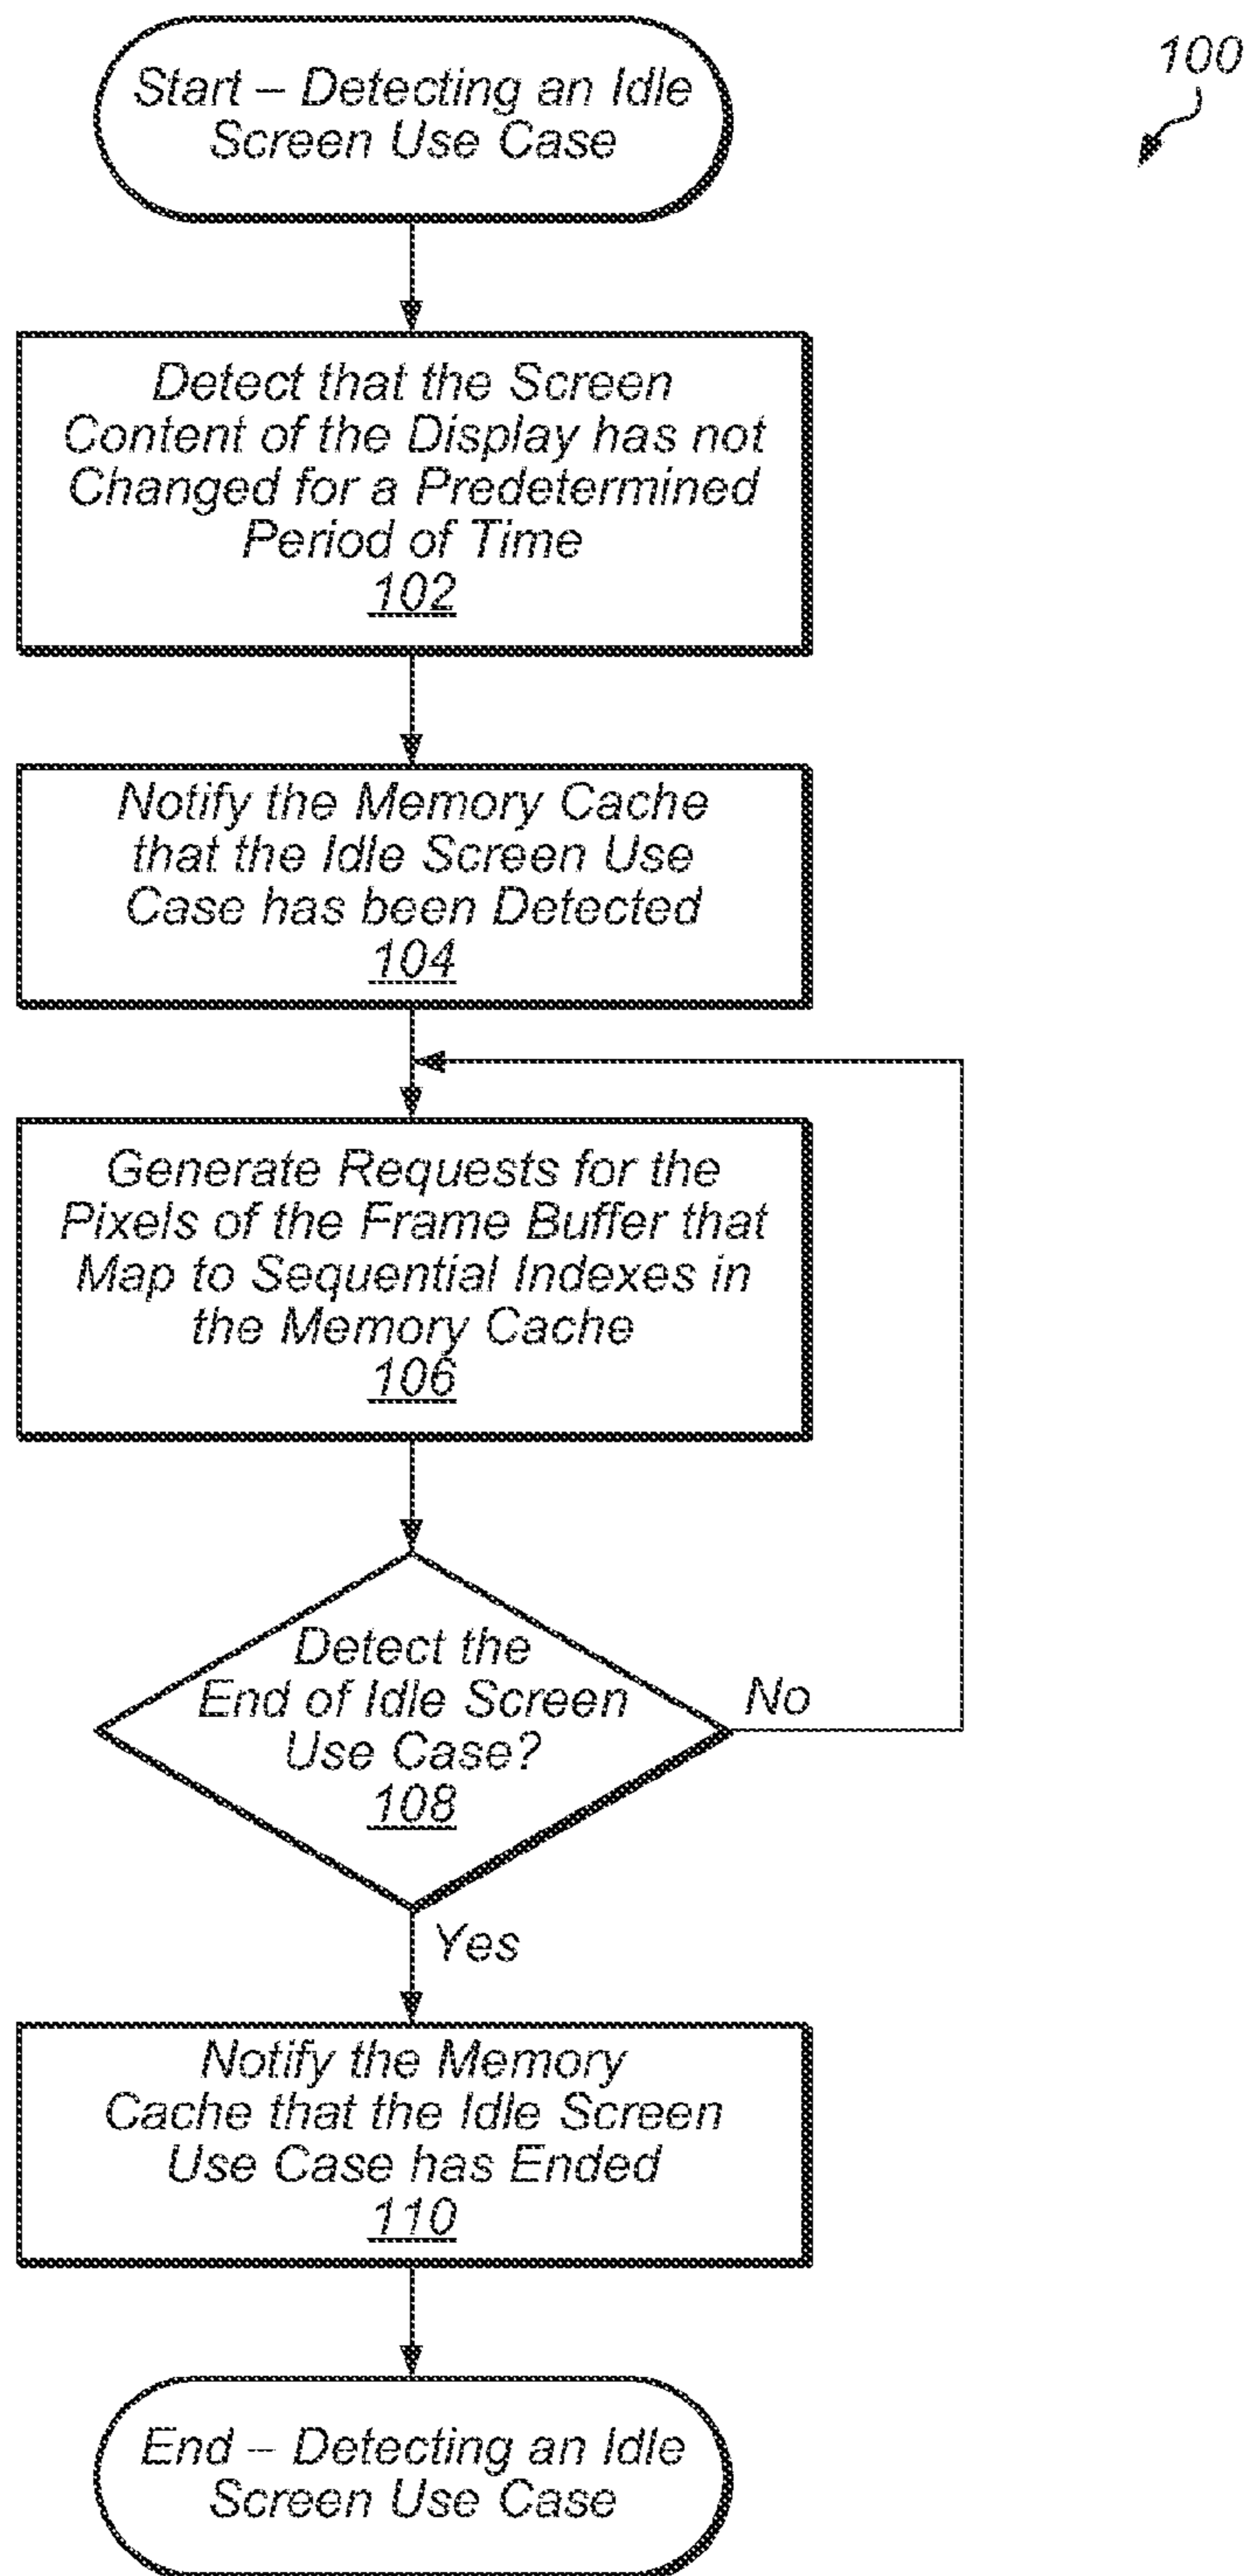 100
Start – Detecting an Idle
Screen Use Case
Detect that the Screen
Content of the Display has not
Changed for a Predetermined
Period of Time
102
Notify the Memory Cache
that the Idle Screen Use
Case has been Detected
104
Generate Requests for the
Pixels of the Frame Buffer that
Map to Sequential Indexes in
the Memory Cache
106
Detect the
End of Idle Screen
Use Case?
108
No
Yes
Notify the Memory
Cache that the Idle Screen
Use Case has Ended
110
End – Detecting an Idle
Screen Use Case